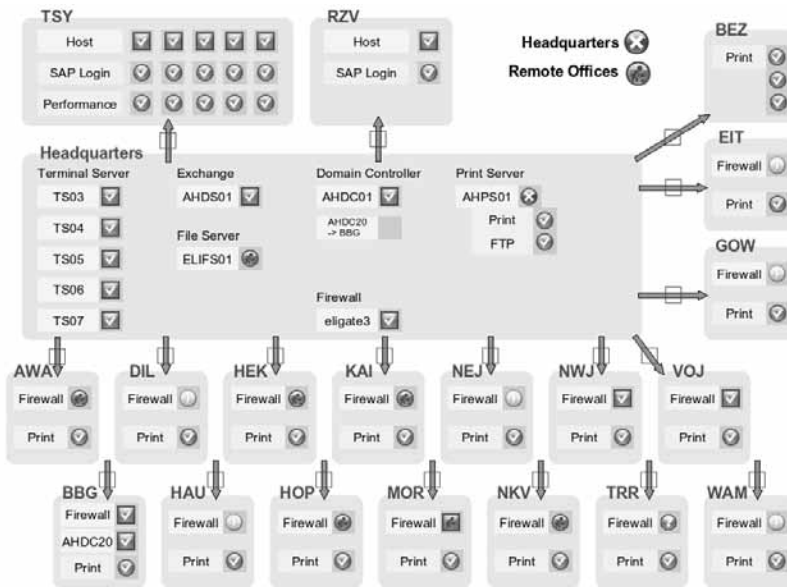 TSY
Host
SAP Login
Performance
RZV
Host
SAP Login
Headquarters
Remote Offices
BEZ
Print
EIT
Firewall
Print
GOW
Firewall
Print
Headquarters
Terminal Server
TS03
TS04
TS05
TS06
TS07
Exchange
AHDS01
File Server
ELIFS01
Domain Controller
AHDC01
AHDC20
-> BBG
Firewall
eligate3
Print Server
AHPS01
Print
FTP
AWA
Firewall
Print
DIL
Firewall
Print
HEK
Firewall
Print
KAI
Firewall
Print
NEJ
Firewall
Print
NWJ
Firewall
Print
VOJ
Firewall
Print
BBG
Firewall
AHDC20
Print
HAU
Firewall
Print
HOP
Firewall
Print
MOR
Firewall
Print
NKV
Firewall
Print
TRR
Firewall
Print
WAM
Firewall
Print